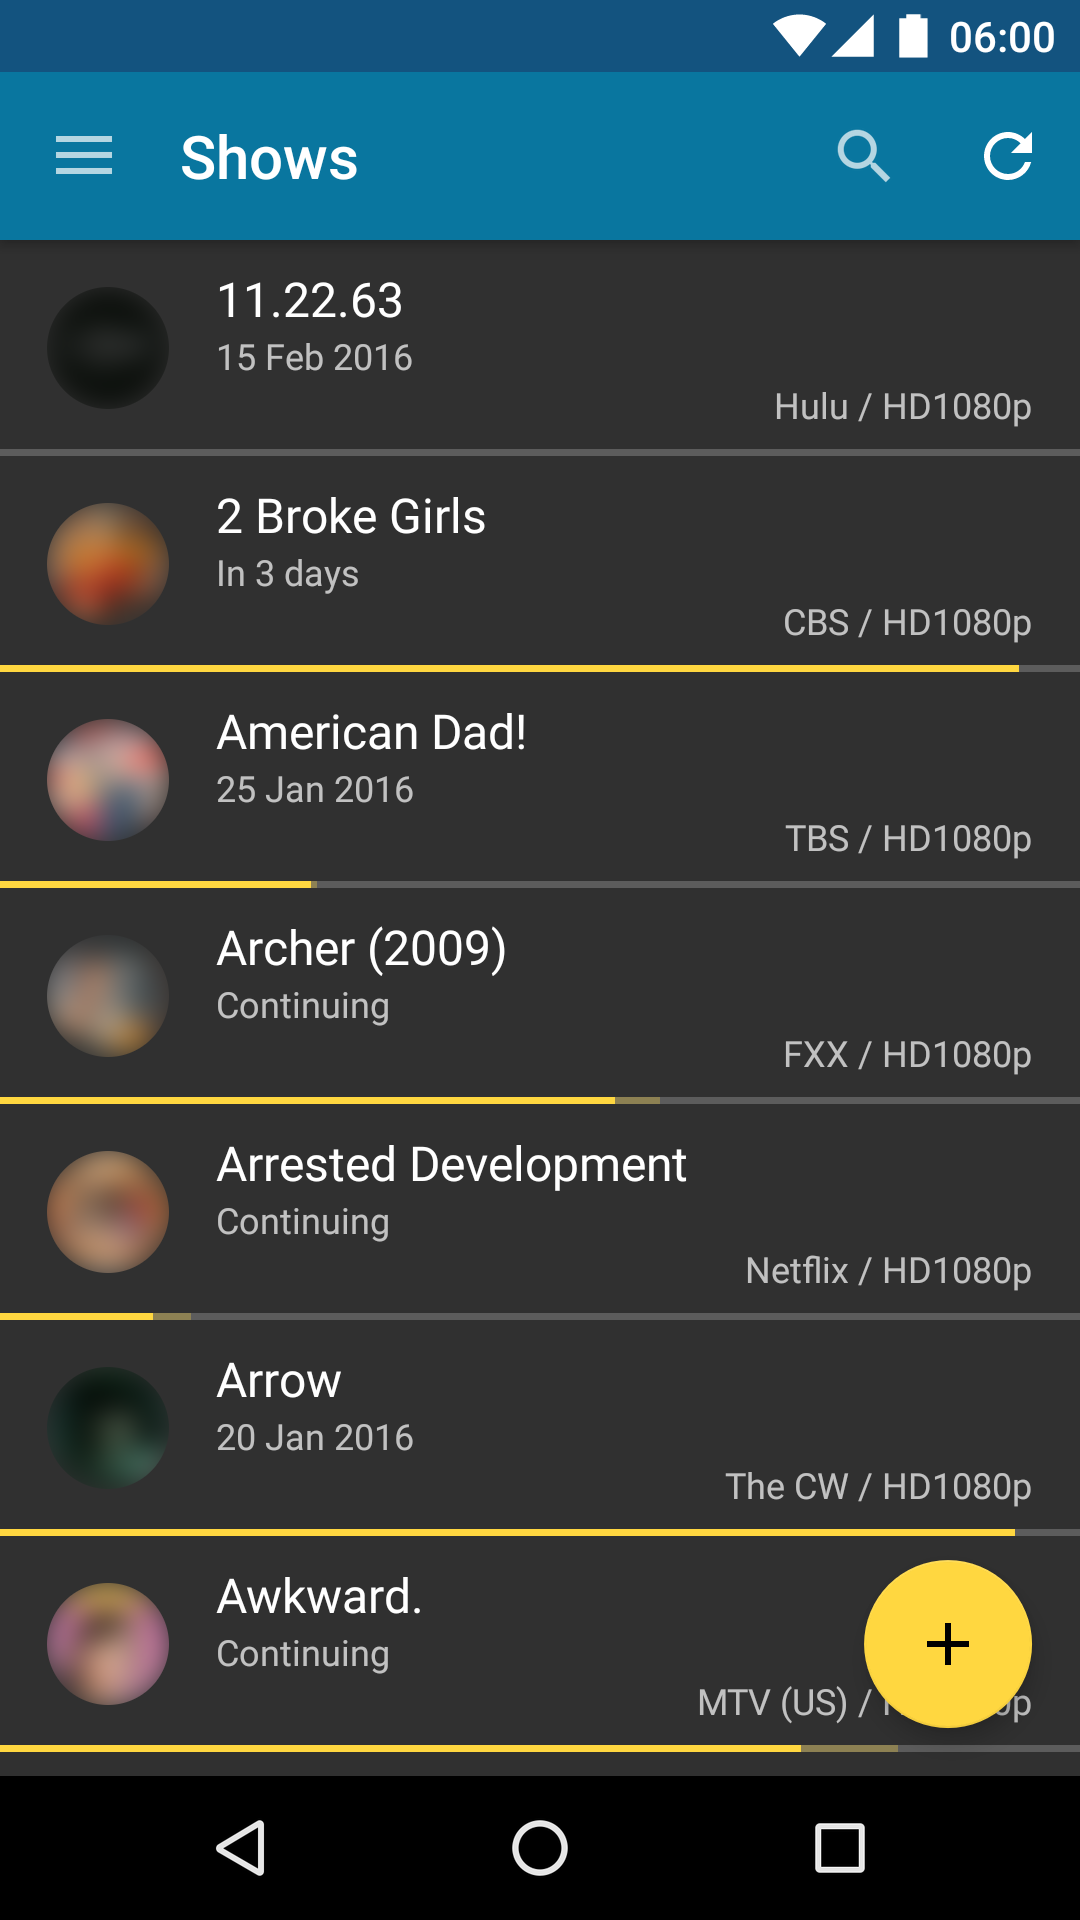 06:00
Shows
11.22.63
15 Feb 2016
Hulu / HD1080p
2 Broke Girls
In 3 days
CBS / HD1080p
American Dad!
25 Jan 2016
TBS / HD1080p
Archer (2009)
Continuing
FXX / HD1080p
Arrested Development
Continuing
Netflix / HD1080p
Arrow
20 Jan 2016
The CW / HD1080p
Awkward.
Continuing
MTV (US) /